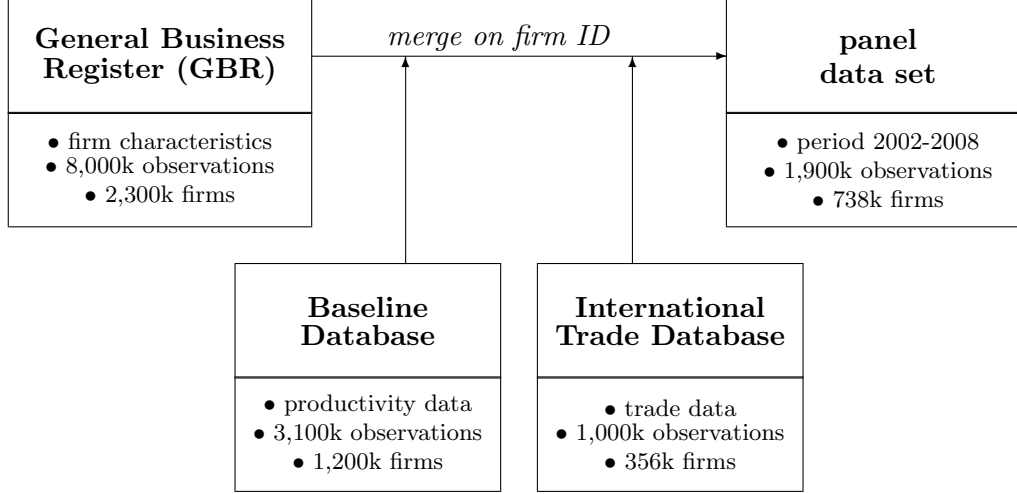 General Business
Register (GBR)
• firm characteristics
• 8,000k observations
• 2,300k firms
merge on firm ID
panel
data set
• period 2002-2008
• 1,900k observations
• 738k firms
Baseline
Database
• productivity data
• 3,100k observations
• 1,200k firms
International
Trade Database
• trade data
• 1,000k observations
• 356k firms